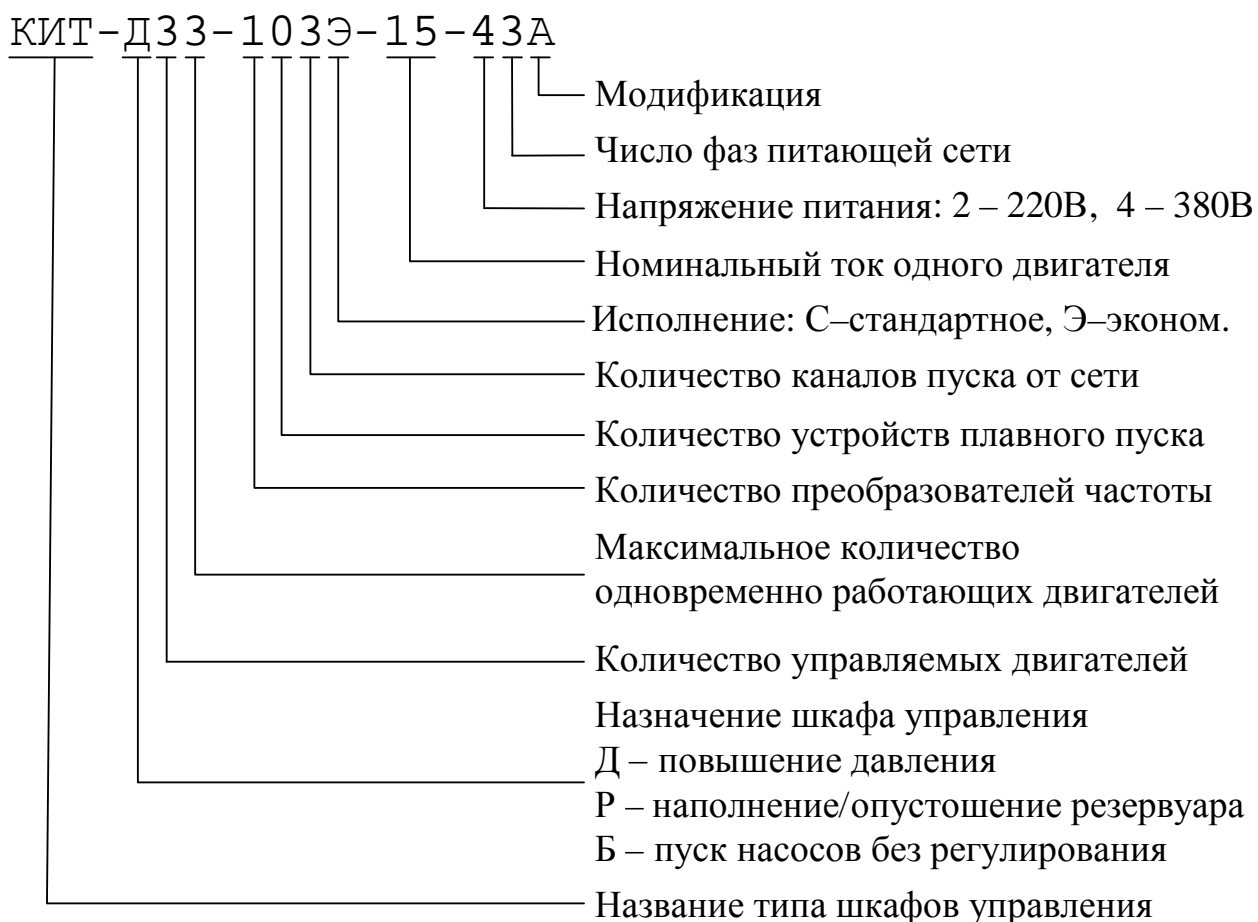 КИТ-Д33-103Э-15-43А
Модификация
Число фаз питающей сети
Напряжение питания: 2 – 220В, 4 – 380В
Номинальный ток одного двигателя
Исполнение: С–стандартное, Э–эконом.
Количество каналов пуска от сети
Количество устройств плавного пуска
Количество преобразователей частоты
Максимальное количество
одновременно работающих двигателей
Количество управляемых двигателей
Назначение шкафа управления
Д – повышение давления
Р – наполнение/опустошение резервуара
Б – пуск насосов без регулирования
Название типа шкафов управления